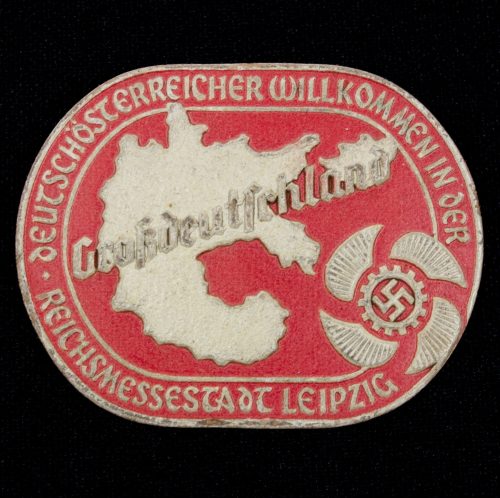 DEUTSCHÖSTERREICHER WILLKOMMEN IN DER
REICHSMESSESTADT LEIPZIG
Großdeutschland